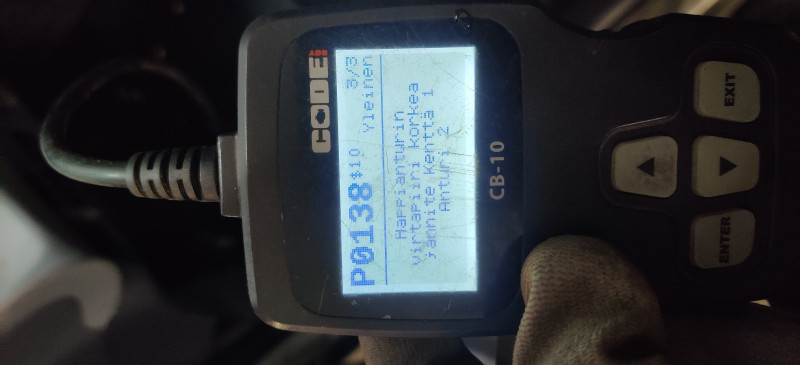 CODE
P0138 $10 3/3
Yleinen
Happianturin
virtapiiri korkea
jännite Kenttä 1
Anturi 2
CB-10
EXIT
ENTER